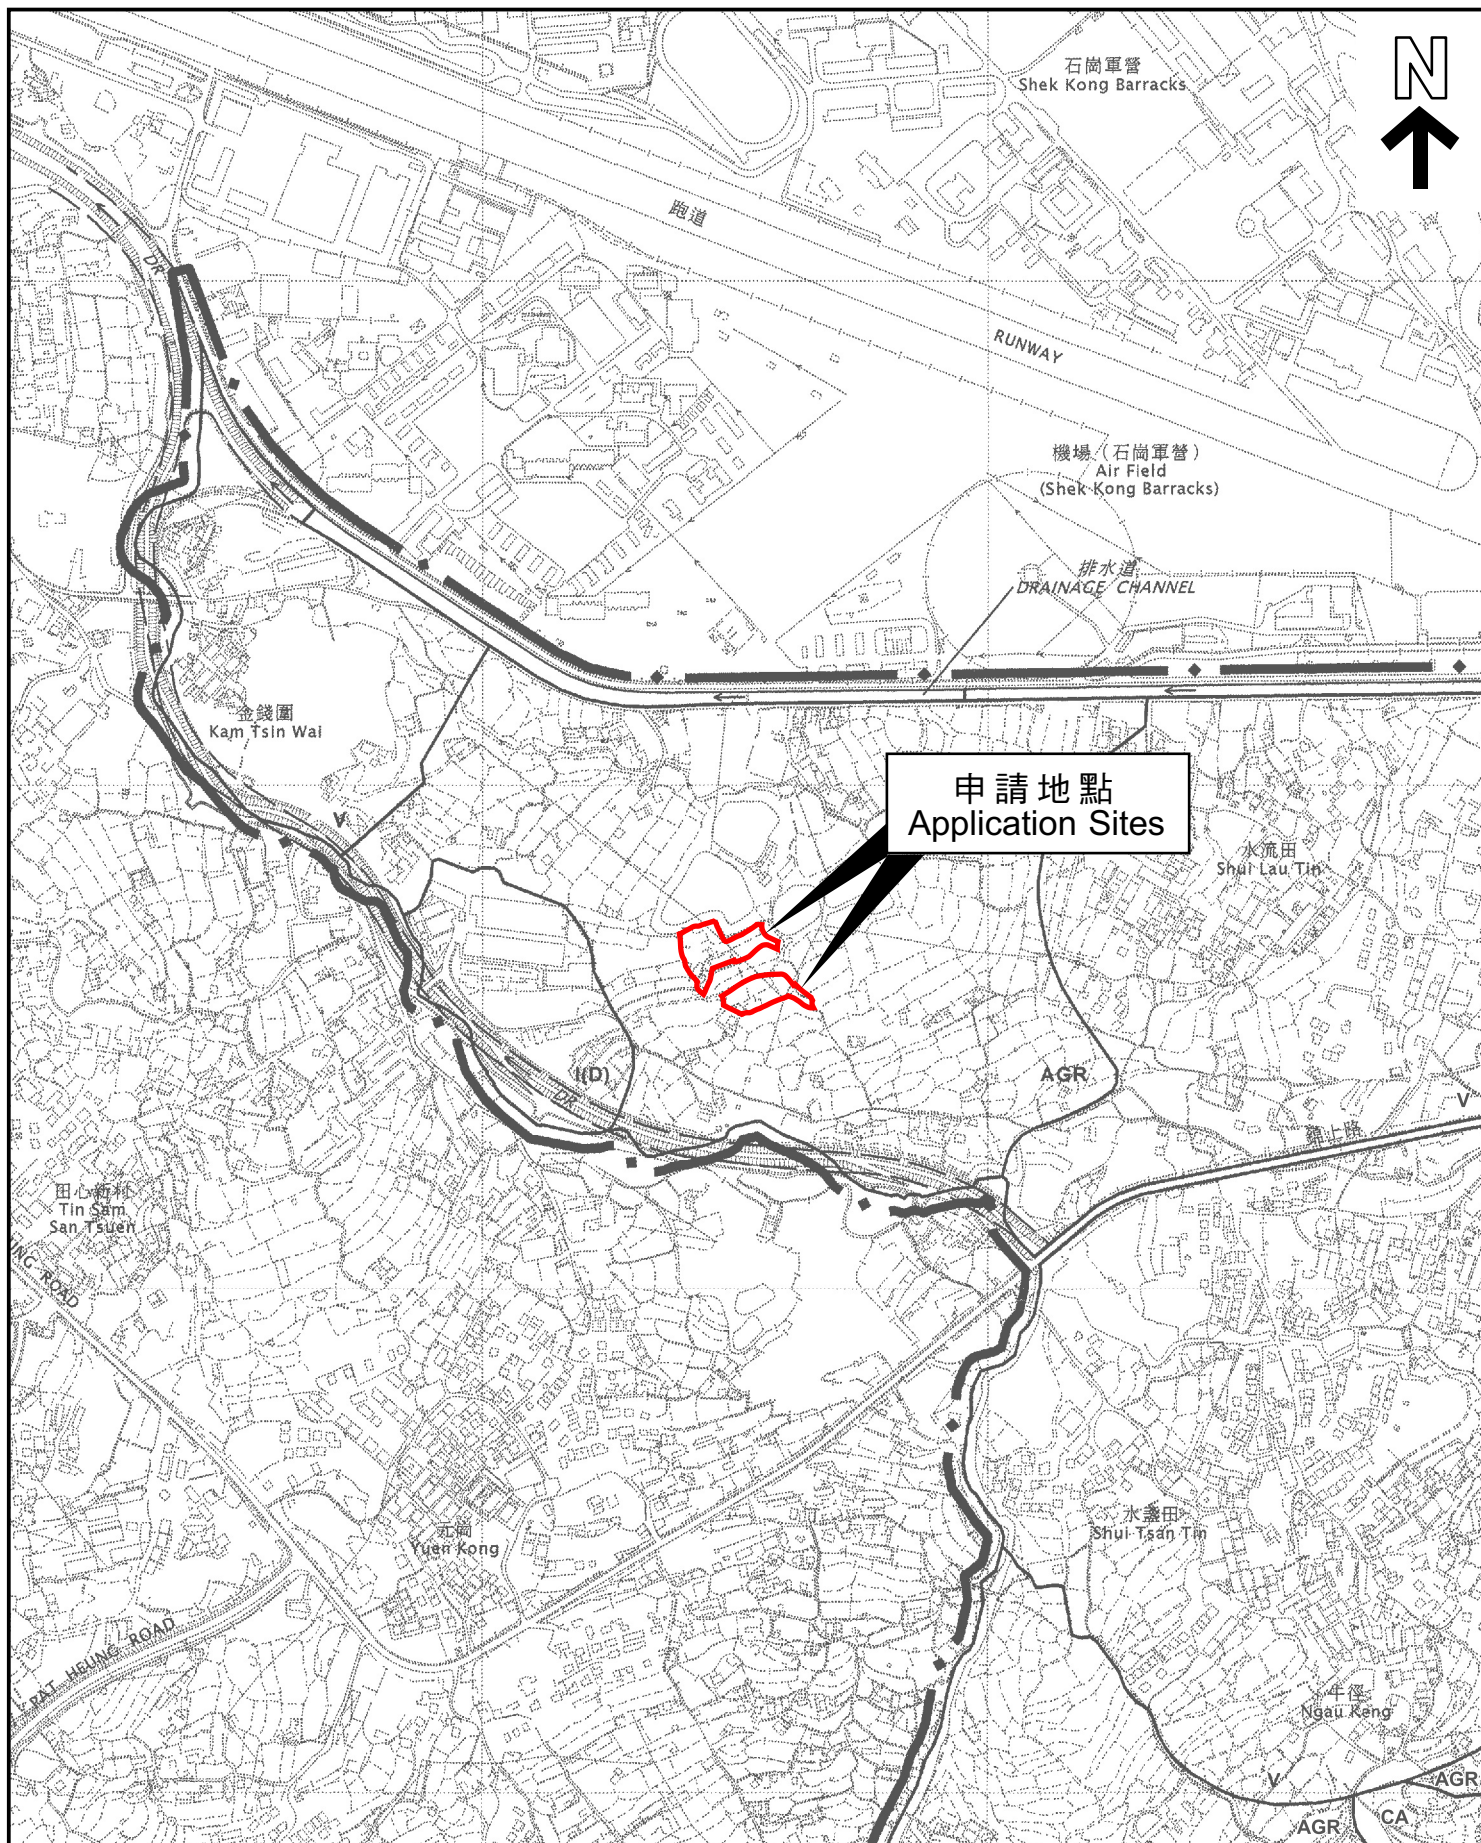 N
石崗軍營
Shek Kong Barracks
跑道
DR
RUNWAY
機場（石崗軍營）
Air Field
(Shek Kong Barracks)
排水道
DRAINAGE CHANNEL
金錢圍
Kam Tsin Wai
申請地點
Application Sites
V
水流田
Shui Lau Tin
I(D)
DR
AGR
V
錦上路
田心新村
Tin Sam
San Tsuen
UNG ROAD
水盞田
Shui Tsan Tin
元崗
Yuen Kong
PAT HEUNG ROAD
牛徑
Ngau Keng
V
AGR
CA
AGR